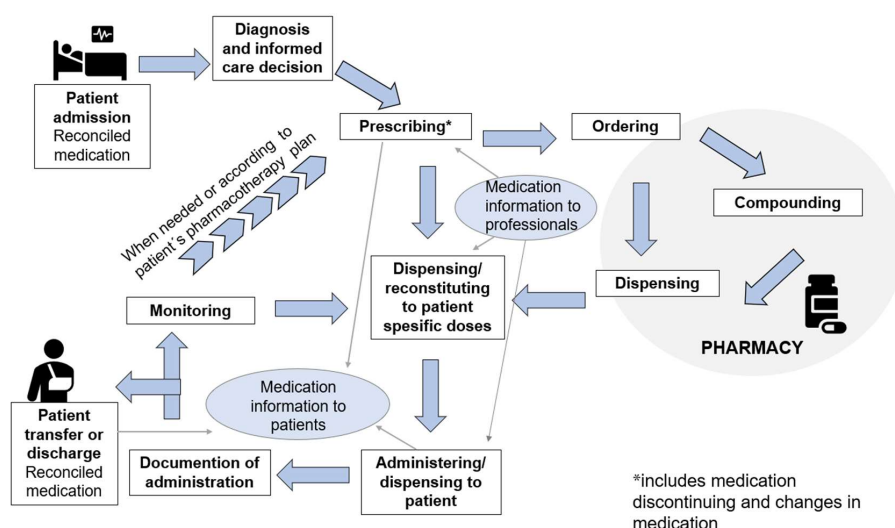 Diagnosis
and informed
care decision
Patient
admission
Reconciled
medication
Prescribing*
Ordering
When needed or according to
patient´s pharmacotherapy plan
Medication
information to
professionals
Compounding
Dispensing/
reconstituting
to patient
spesific doses
Dispensing
Monitoring
PHARMACY
Medication
information to
patients
Patient
transfer or
discharge
Reconciled
medication
Documention of
administration
Administering/
dispensing to
patient
*includes medication
discontinuing and changes in
medication